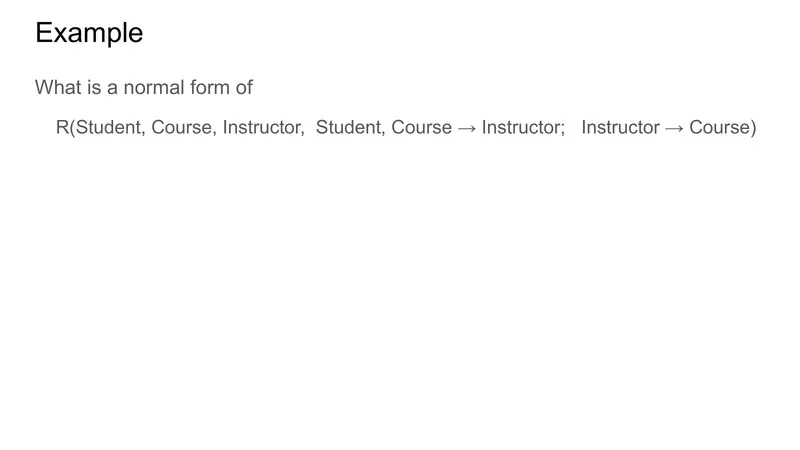 Example
What is a normal form of
R(Student, Course, Instructor,  Student, Course → Instructor;   Instructor → Course)